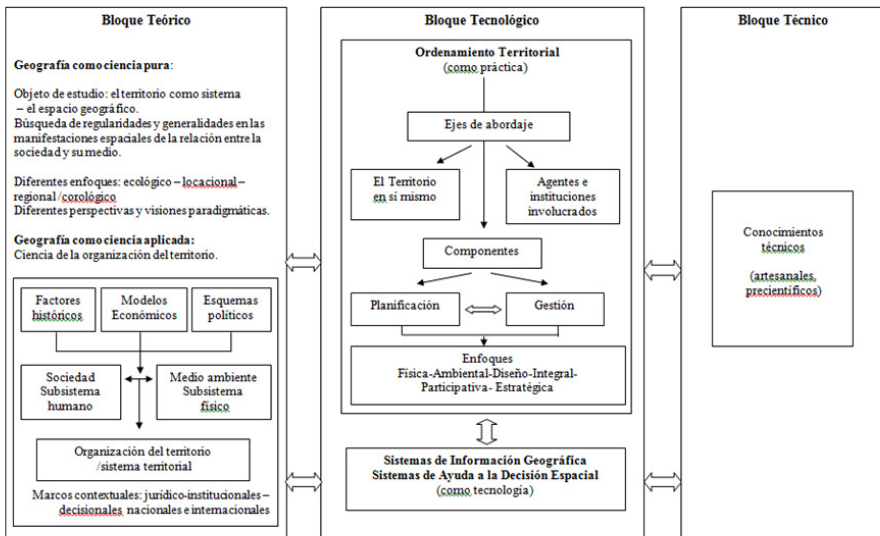 Bloque Teórico
Geografía como ciencia pura:
Objeto de estudio: el territorio como sistema
– el espacio geográfico.
Búsqueda de regularidades y generalidades en las
manifestaciones espaciales de la relación entre la
sociedad y su medio.
Diferentes enfoques: ecológico – locacional –
regional /corológico
Diferentes perspectivas y visiones paradigmáticas.
Geografía como ciencia aplicada:
Ciencia de la organización del territorio.
Factores
históricos
Modelos
Económicos
Esquemas
políticos
Sociedad
Subsistema
humano
Medio ambiente
Subsistema
físico
Organización del territorio
/sistema territorial
Marcos contextuales: jurídico-institucionales –
decisionales nacionales e internacionales
Bloque Tecnológico
Ordenamiento Territorial
(como práctica)
Ejes de abordaje
El Territorio
en sí mismo
Agentes e
instituciones
involucrados
Componentes
Planificación
Gestión
Enfoques
Física-Ambiental-Diseño-Integral-
Participativa- Estratégica
Sistemas de Información Geográfica
Sistemas de Ayuda a la Decisión Espacial
(como tecnología)
Bloque Técnico
Conocimientos
técnicos
(artesanales,
precientíficos)